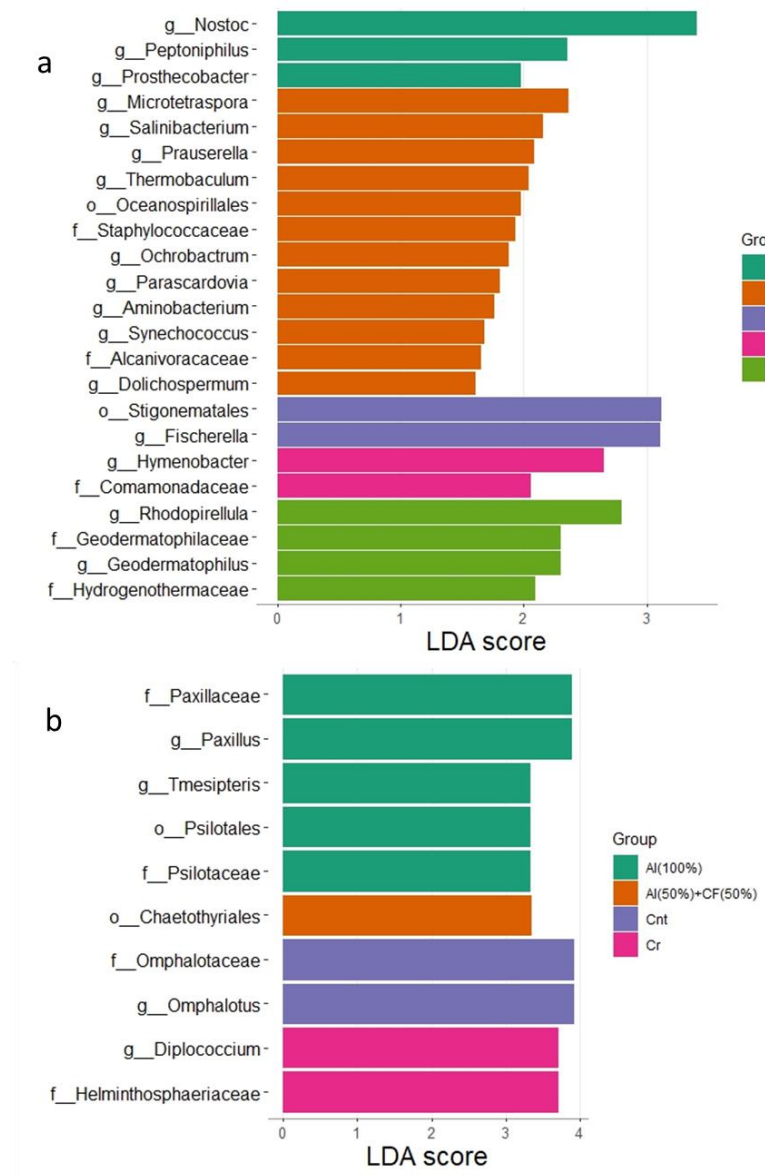 a
g__Nostoc
g__Peptoniphilus
g__Prosthecobacter
g__Microtetraspora
g__Salinibacterium
g__Prauserella
g__Thermobaculum
o__Oceanospirillales
f__Staphylococcaceae
g__Ochrobactrum
g__Parascardovia
g__Aminobacterium
g__Synechococcus
f__Alcanivoracaceae
g__Dolichospermum
o__Stigonematales
g__Fischerella
g__Hymenobacter
f__Comamonadaceae
g__Rhodopirellula
f__Geodermatophilaceae
g__Geodermatophilus
f__Hydrogenothermaceae
0 1 2 3
LDA score
Gro
b
f__Paxillaceae
g__Paxillus
g__Tmesipteris
o__Psilotales
f__Psilotaceae
o__Chaetothyriales
f__Omphalotaceae
g__Omphalotus
g__Diplococcium
f__Helminthosphaeriaceae
0 1 2 3 4
LDA score
Group
AI(100%)
AI(50%)+CF(50%)
Cnt
Cr